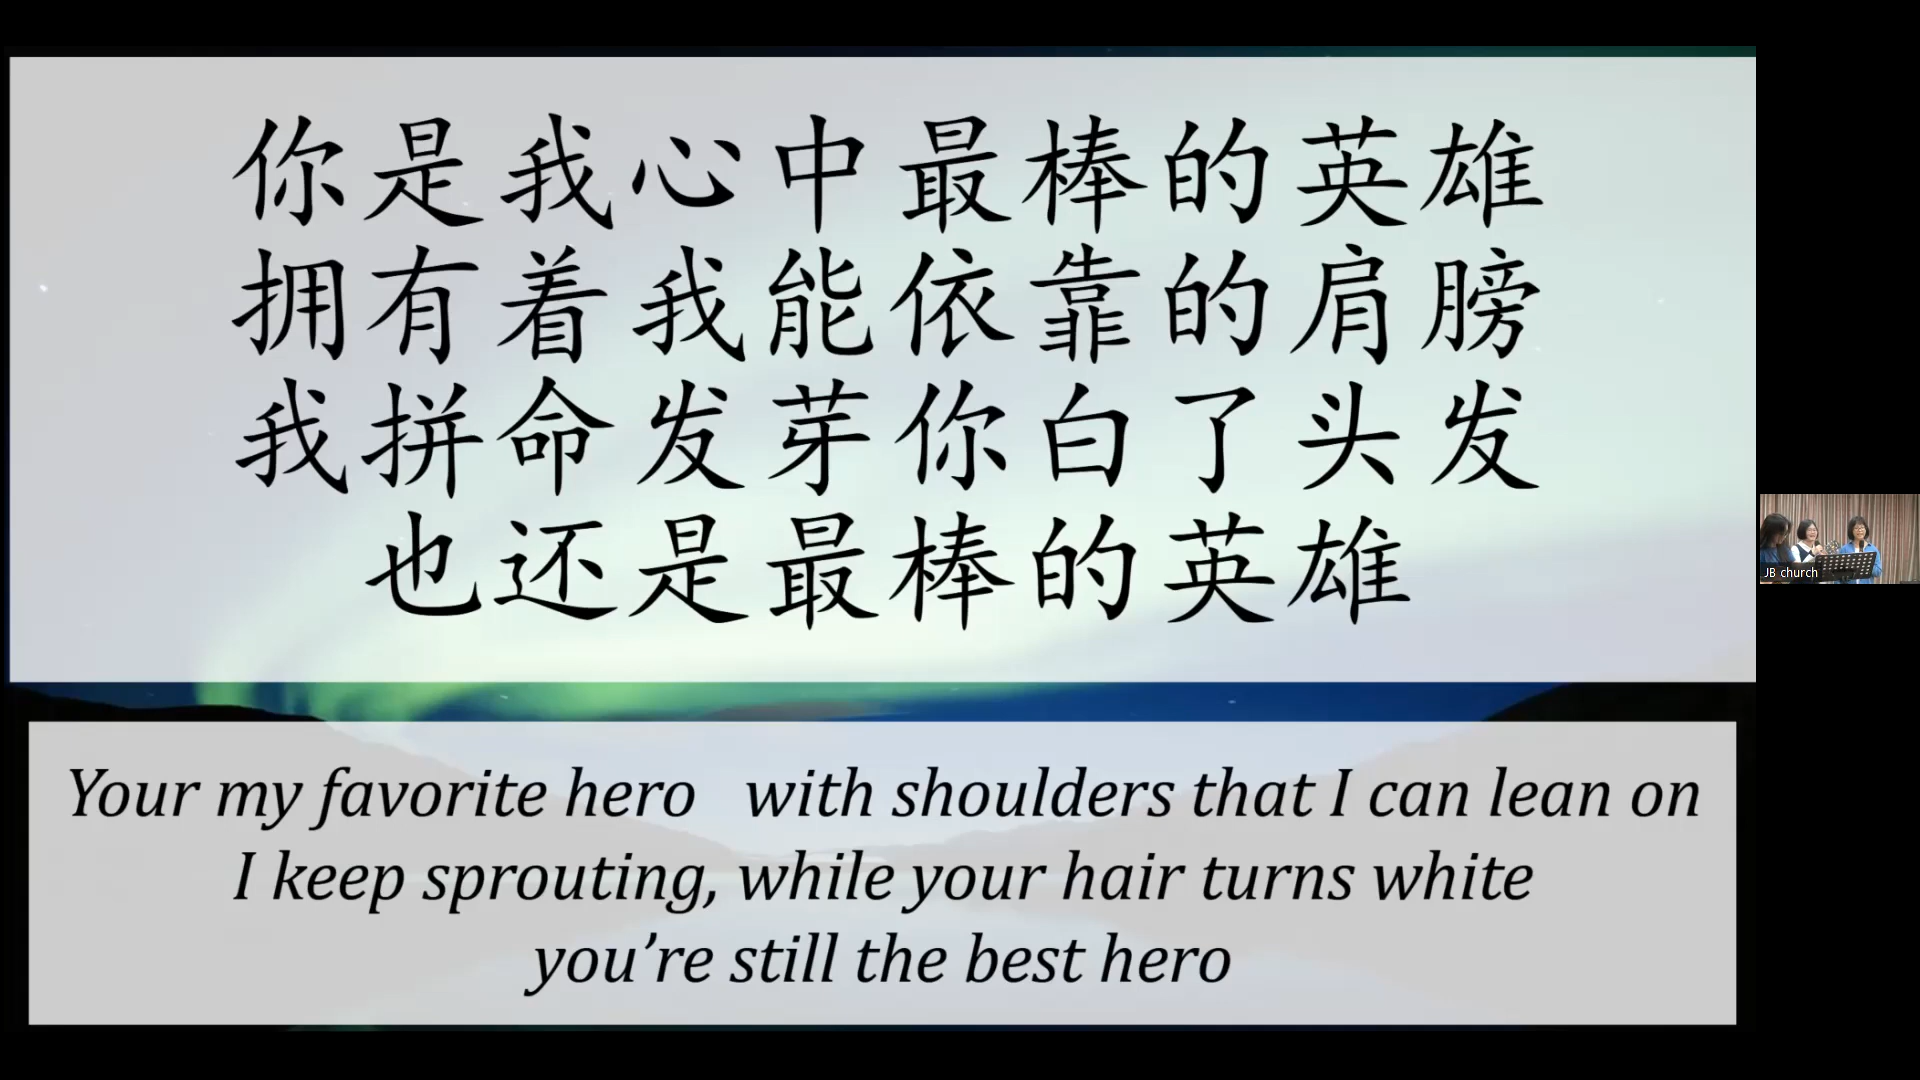 你是我心中最棒的英雄
拥有着我能依靠的肩膀
我拼命发芽你白了头发
也还是最棒的英雄
Your my favorite hero with shoulders that I can lean on
I keep sprouting, while your hair turns white
you’re still the best hero
JB church